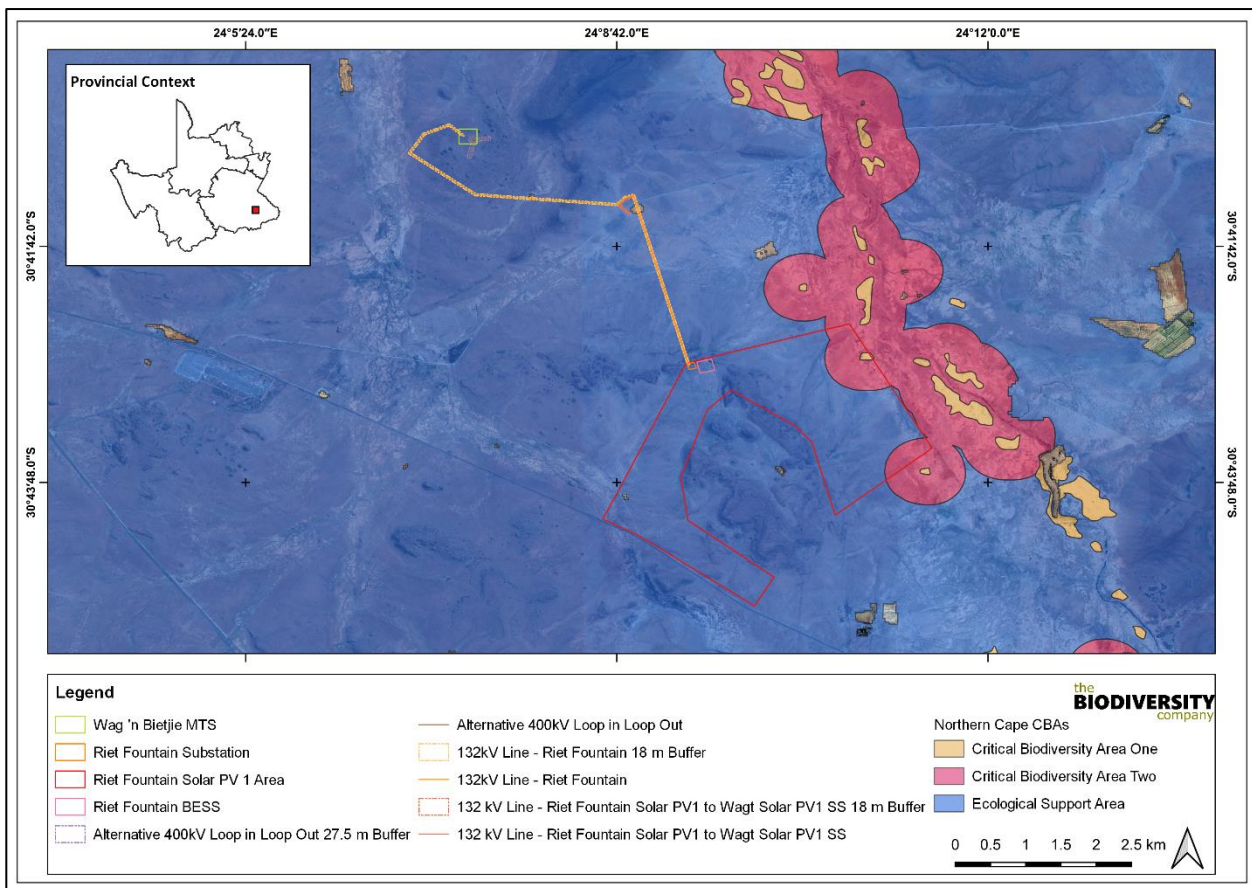 24°5'24.0"E
24°8'42.0"E
24°12'0.0"E
Provincial Context
30°41'42.0"S
30°41'42.0"S
30°43'48.0"S
30°43'48.0"S
Legend
Wag 'n Bietjie MTS
Riet Fountain Substation
Riet Fountain Solar PV 1 Area
Riet Fountain BESS
Alternative 400kV Loop in Loop Out 27.5 m Buffer
Alternative 400kV Loop in Loop Out
132kV Line - Riet Fountain 18 m Buffer
132kV Line - Riet Fountain
132 kV Line - Riet Fountain Solar PV1 to Wagt Solar PV1 SS 18 m Buffer
132 kV Line - Riet Fountain Solar PV1 to Wagt Solar PV1 SS
the
BIODIVERSITY
company
Northern Cape CBAs
Critical Biodiversity Area One
Critical Biodiversity Area Two
Ecological Support Area
0 0.5 1 1.5 2 2.5 km